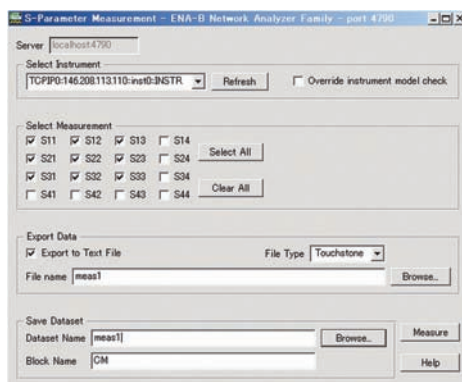 S-Parameter Measurement - ENA-B Network Analyzer Family - port 4790
Server localhost:4790
Select Instrument
TCPIP0:146.208.113.110::inst0:INSTR Refresh Override instrument model check
Select Measurement
S11 S12 S13 S14
S21 S22 S23 S24 Select All
S31 S32 S33 S34
S41 S42 S43 S44 Clear All
Export Data
Export to Text File File Type Touchstone
File name meas1 Browse..
Save Dataset
Dataset Name meas1 Browse... Measure
Block Name CM Help